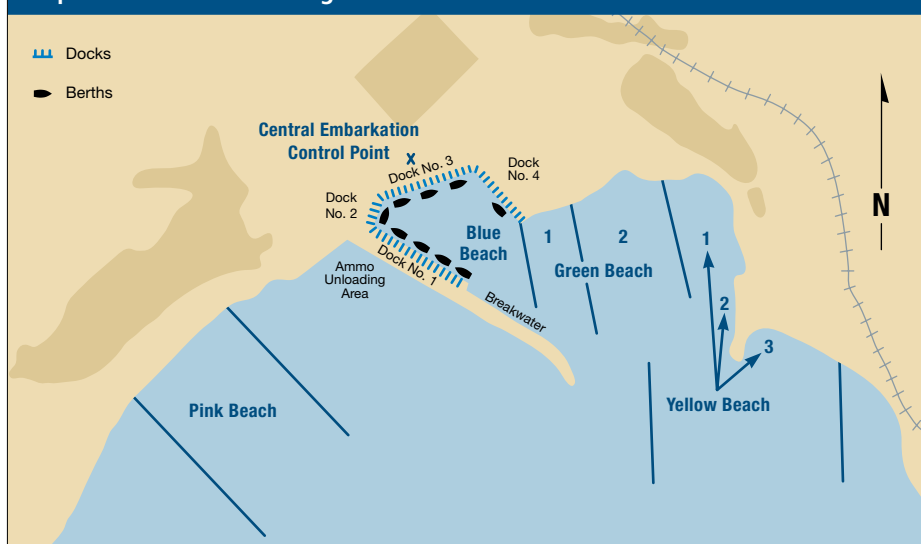 Docks
Berths
Central Embarkation
Control Point
X
Dock No. 3
Dock
No. 4
Dock
No. 2
N
Blue
Beach
1
2
Green Beach
1
2
3
Dock No. 1
Ammo
Unloading
Area
Breakwater
Pink Beach
Yellow Beach